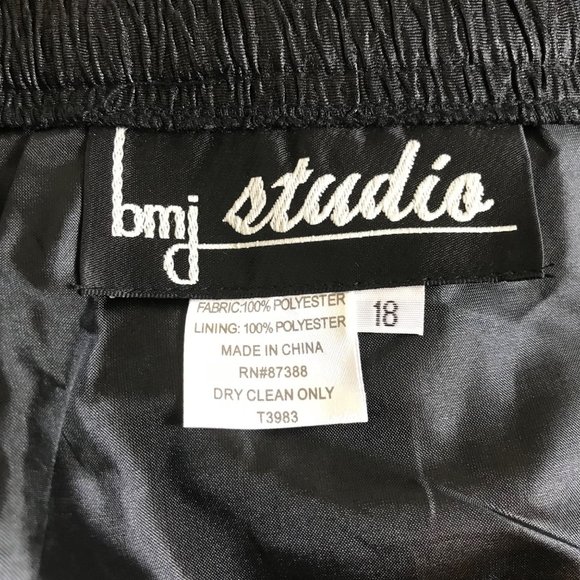 bmj studio
FABRIC:100% POLYESTER
LINING: 100% POLYESTER
MADE IN CHINA
RN#87388
DRY CLEAN ONLY
T3983
18